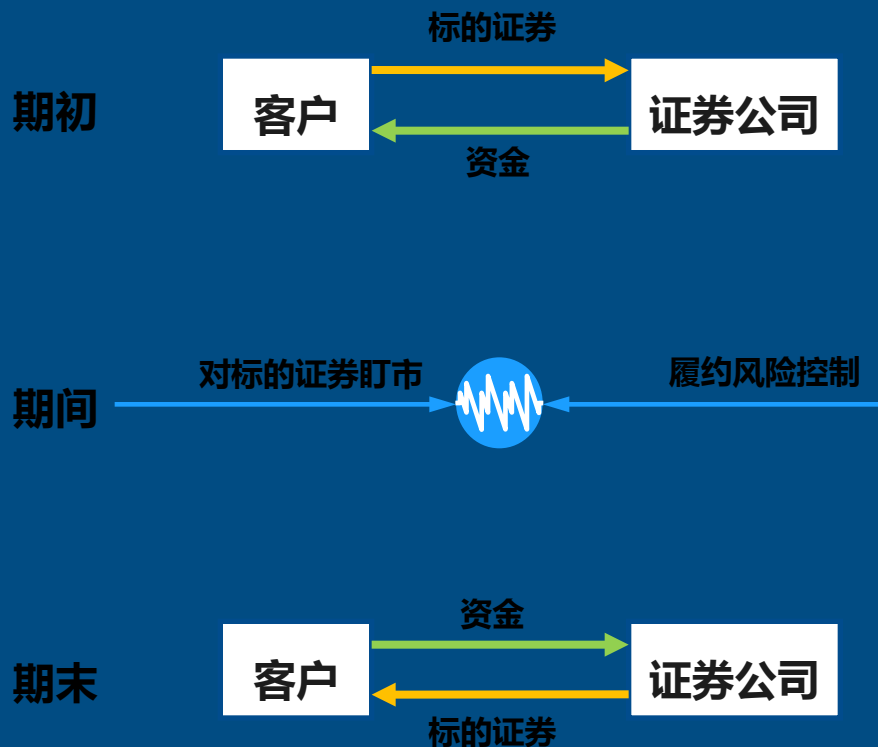 标的证券
期初
客户
证券公司
资金
对标的证券盯市
履约风险控制
期间
资金
期末
客户
证券公司
标的证券